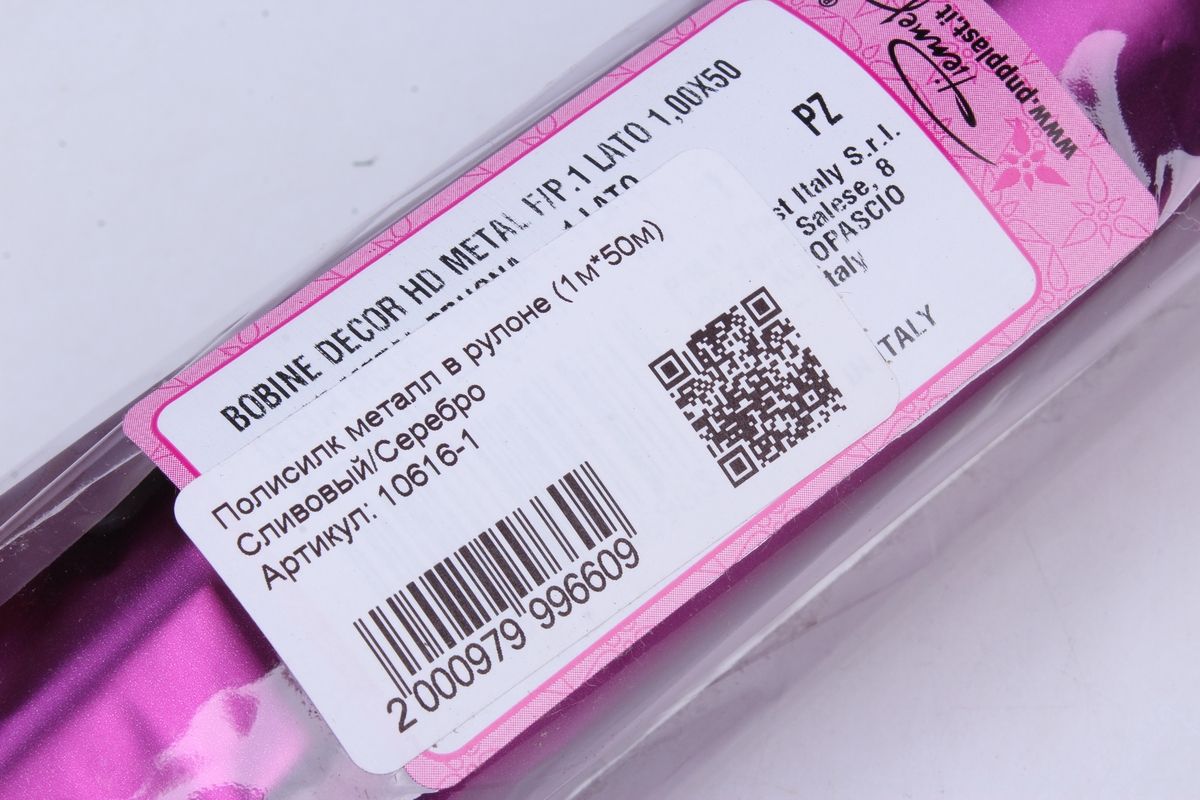 BOBINE DECOR HD METAL F/P.1 LATO 1,00X50
LATO
PZ
Italy S.r.l.
Salese, 8
TALY
www.pnpplast.it
Полисилк металл в рулоне (1м*50м)
Сливовый/Серебро
Артикул: 10616-1
2 000979 996609